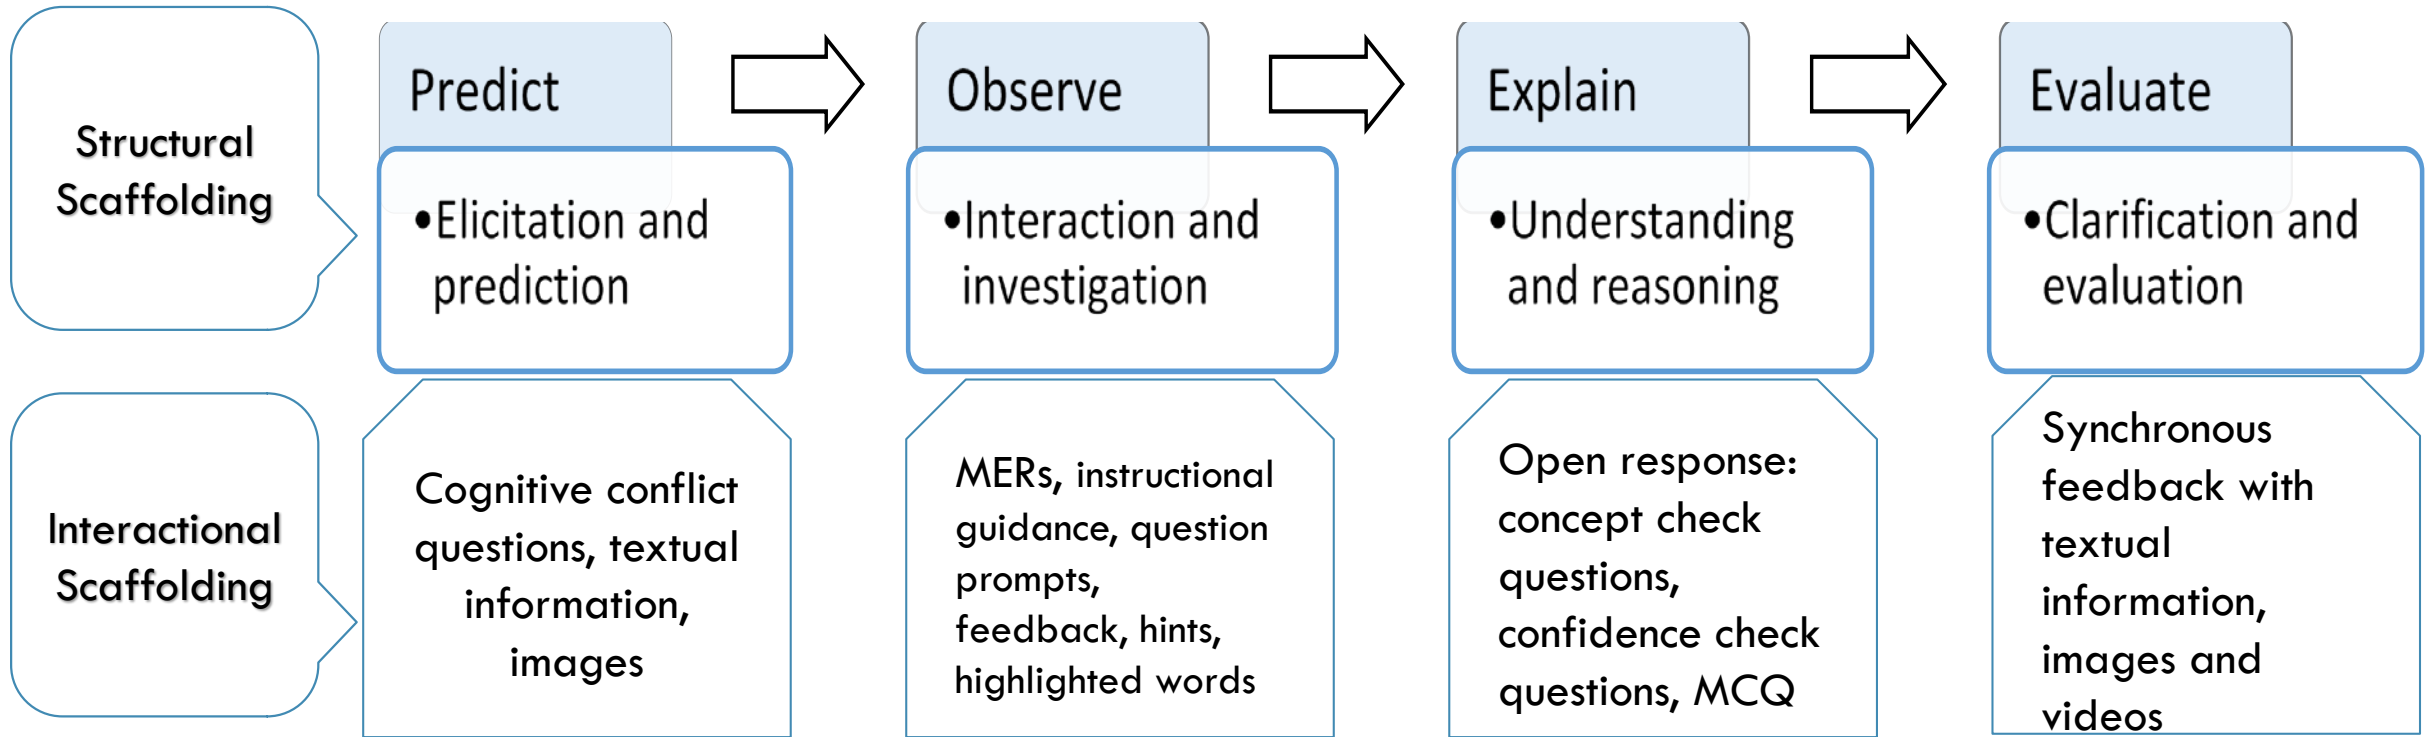 Structural
Scaffolding
Predict
•Elicitation and
prediction
Observe
•Interaction and
investigation
Explain
•Understanding
and reasoning
Evaluate
•Clarification and
evaluation
Interactional
Scaffolding
Cognitive conflict
questions, textual
information,
images
MERs, instructional
guidance, question
prompts,
feedback, hints,
highlighted words
Open response:
concept check
questions,
confidence check
questions, MCQ
Synchronous
feedback with
textual
information,
images and
videos